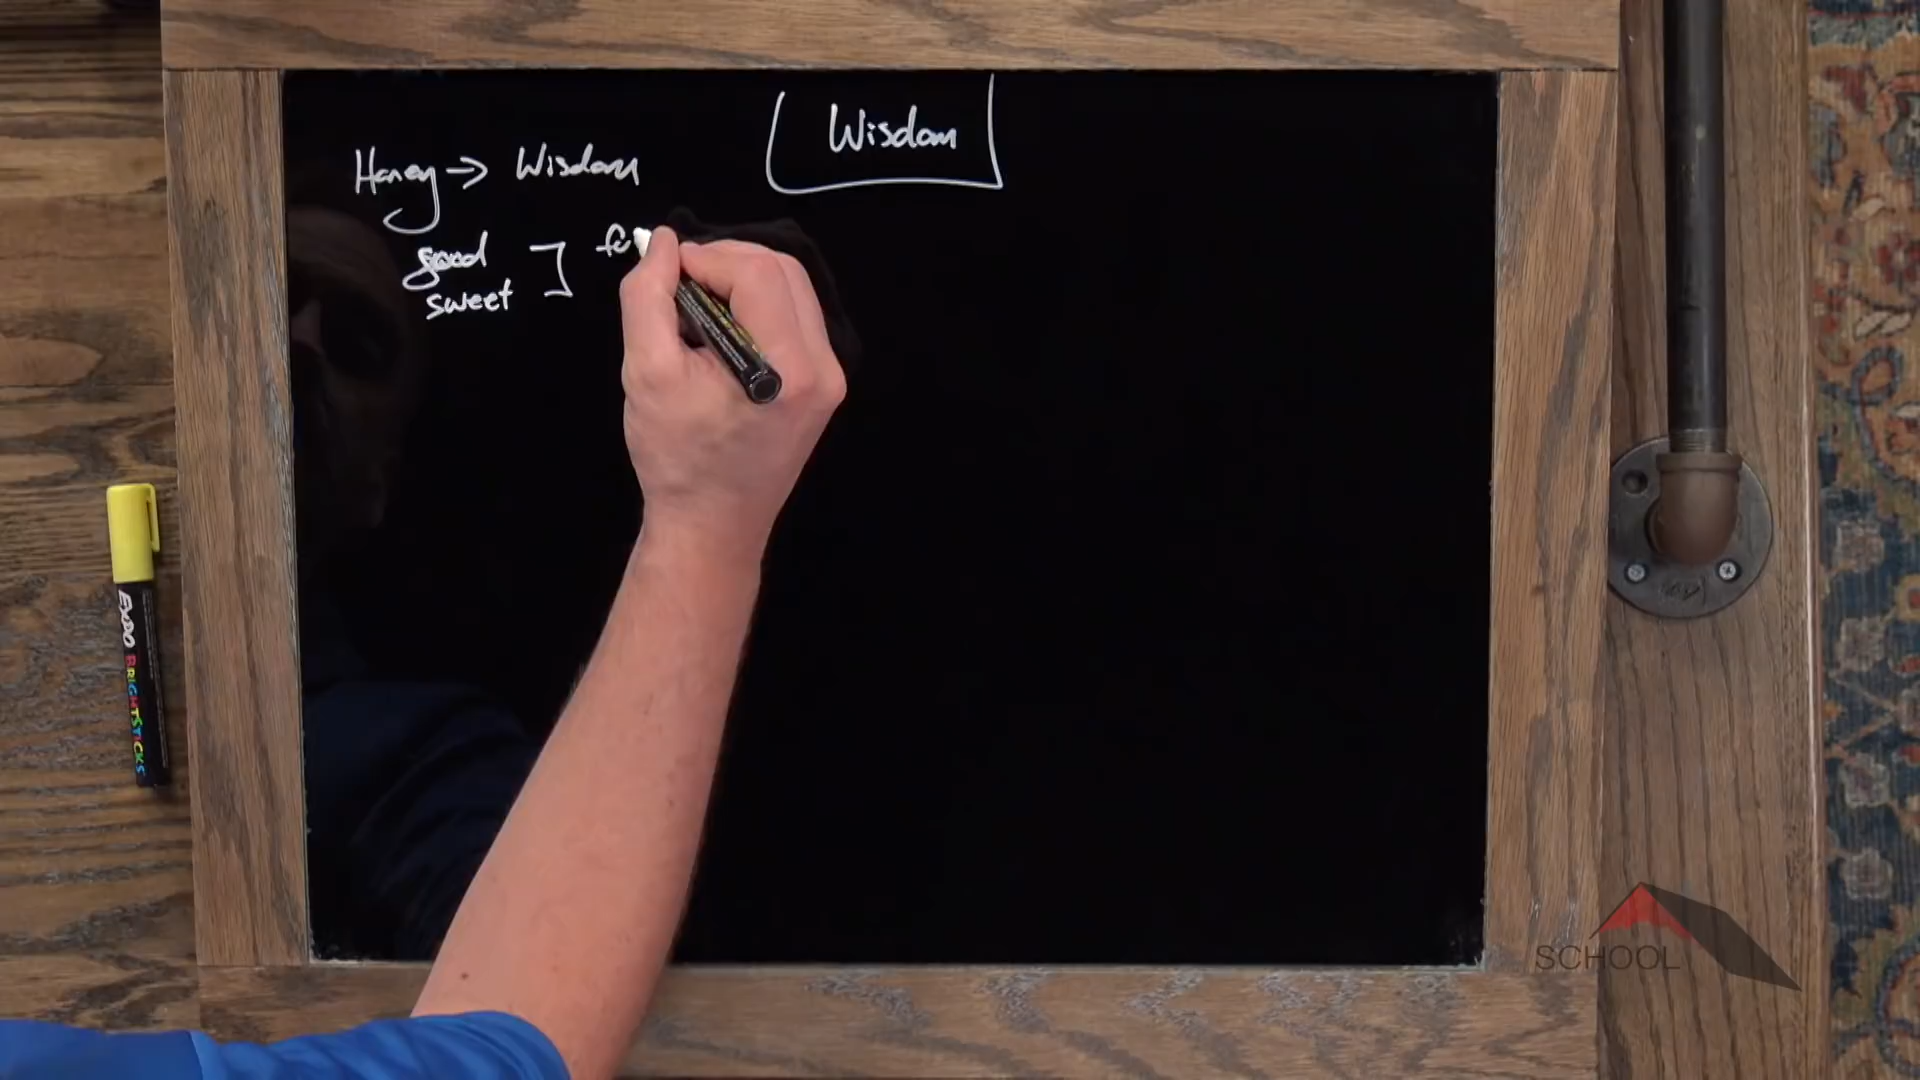 Wisdom
Honey → Wisdom
good
sweet ]
EXPO BRIGHTSTICKS
SCHOOL